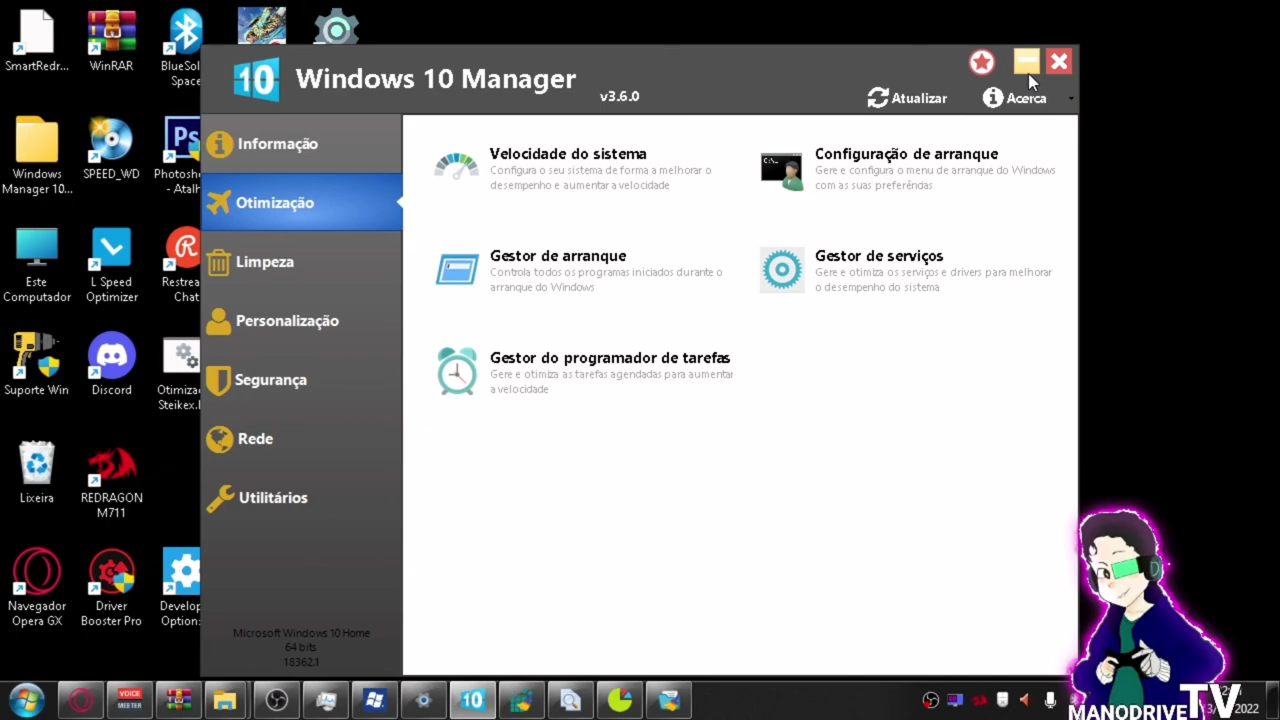 SmartRedr...
WinRAR
BlueSol
Space
Windows 10 Manager
v3.6.0
Atualizar
Acerca
Informação
Otimização
Limpeza
Personalização
Segurança
Rede
Utilitários
Microsoft Windows 10 Home
64 bits
18362.1
Velocidade do sistema
Configura o seu sistema de forma a melhorar o
desempenho e aumentar a velocidade
Configuração de arranque
Gere e configura o menu de arranque do Windows
com as suas preferêndas
Gestor de arranque
Controla todos os programas iniciados durante o
arranque do Windows
Gestor de serviços
Gere e otimiza os serviços e drivers para melhorar
o desempenho do sistema
Gestor do programador de tarefas
Gere e otimiza as tarefas agendadas para aumentar
a velocidade
Windows
Manager 10...
SPEED_WD
Photosh
- Atalh
Este
Computador
L Speed
Optimizer
Restrea
Chat
Suporte Win
Discord
Otimiza
Steikex.
Lixeira
REDRAGON
M711
Navegador
Opera GX
Driver
Booster Pro
Develop
Option
VOICE
MEETER
MANODRIVE TV
2022